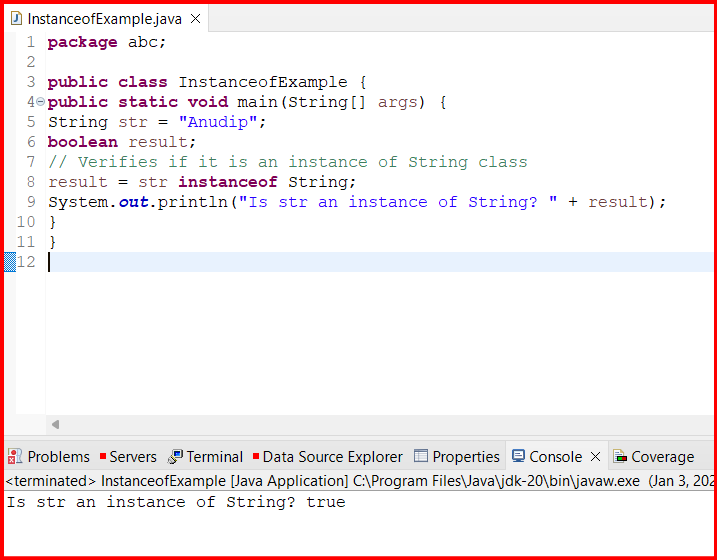 InstanceofExample.java
1 package abc;
2
3 public class InstanceofExample {
4 public static void main(String[] args) {
5 String str = "Anudip";
6 boolean result;
7 // Verifies if it is an instance of String class
8 result = str instanceof String;
9 System.out.println("Is str an instance of String? " + result);
10 }
11 }
12
Problems Servers Terminal Data Source Explorer Properties Console Coverage
<terminated> InstanceofExample [Java Application] C:\Program Files\Java\jdk-20\bin\javaw.exe (Jan 3, 202
Is str an instance of String? true